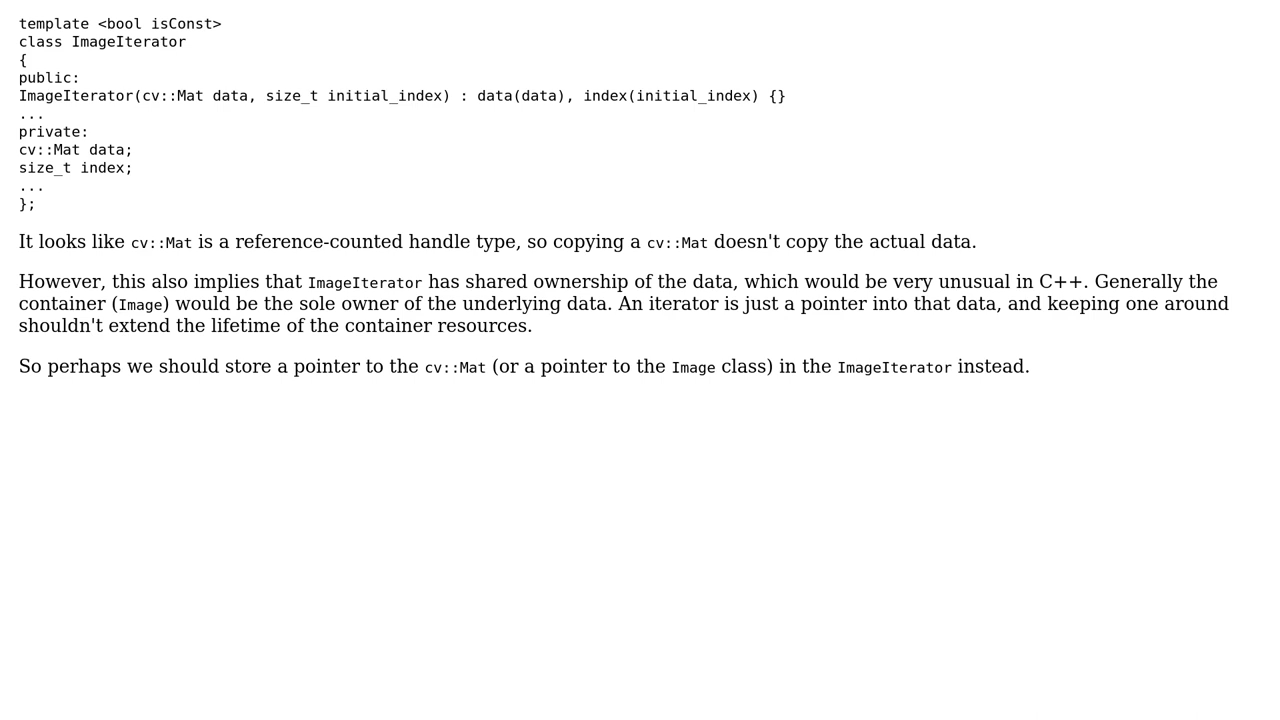 template <bool isConst>
class ImageIterator
{
public:
ImageIterator(cv::Mat data, size_t initial_index) : data(data), index(initial_index) {}
...
private:
cv::Mat data;
size_t index;
...
};
It looks like cv::Mat is a reference-counted handle type, so copying a cv::Mat doesn't copy the actual data.
However, this also implies that ImageIterator has shared ownership of the data, which would be very unusual in C++. Generally the
container (Image) would be the sole owner of the underlying data. An iterator is just a pointer into that data, and keeping one around
shouldn't extend the lifetime of the container resources.
So perhaps we should store a pointer to the cv::Mat (or a pointer to the Image class) in the ImageIterator instead.